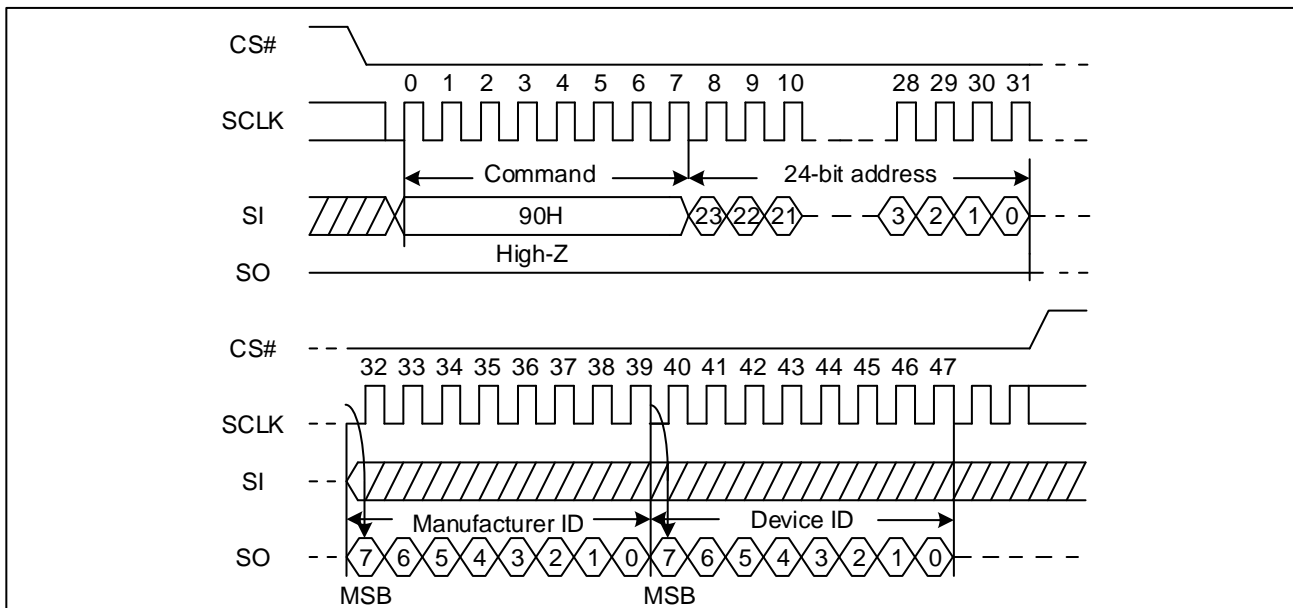 CS#
0 1 2 3 4 5 6 7 8 9 10 28 29 30 31
SCLK
Command 24-bit address
SI 90H 23 22 21 3 2 1 0
High-Z
SO
CS#
32 33 34 35 36 37 38 39 40 41 42 43 44 45 46 47
SCLK
SI
Manufacturer ID Device ID
SO 7 6 5 4 3 2 1 0 7 6 5 4 3 2 1 0
MSB MSB